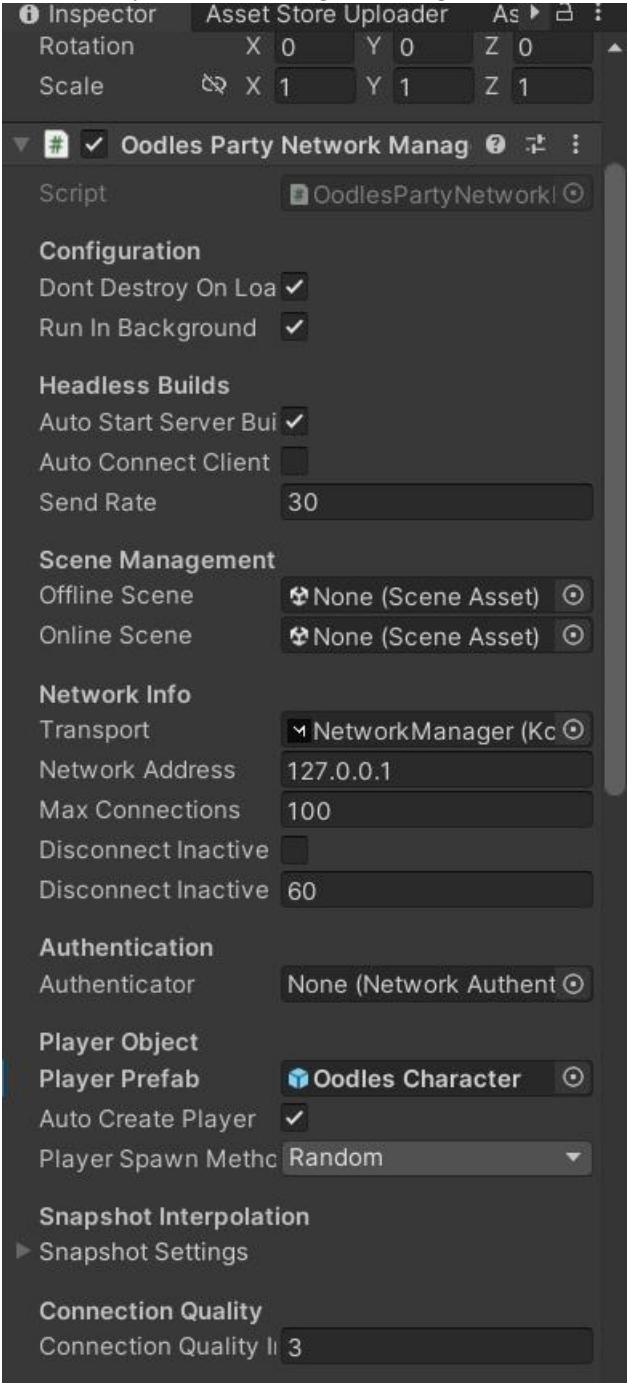 Inspector Asset Store Uploader As
Rotation X 0 Y 0 Z 0
Scale X 1 Y 1 Z 1
# Oodles Party Network Manag
Script # OodlesPartyNetwork
Configuration
Dont Destroy On Loa
Run In Background
Headless Builds
Auto Start Server Bui
Auto Connect Client
Send Rate 30
Scene Management
Offline Scene None (Scene Asset)
Online Scene None (Scene Asset)
Network Info
Transport NetworkManager (Kc
Network Address 127.0.0.1
Max Connections 100
Disconnect Inactive
Disconnect Inactive 60
Authentication
Authenticator None (Network Authent
Player Object
Player Prefab Oodles Character
Auto Create Player
Player Spawn Methc Random
Snapshot Interpolation
Snapshot Settings
Connection Quality
Connection Quality I 3